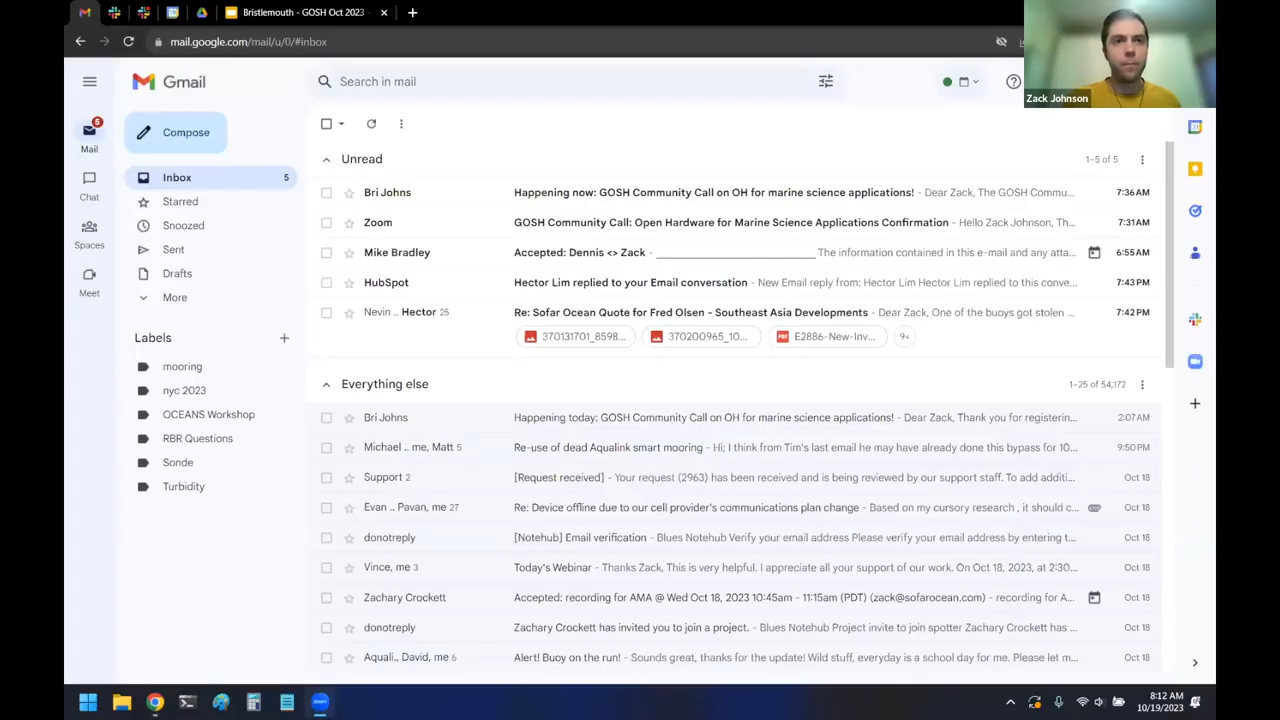 Bristlemouth - GOSH Oct 2023
mail.google.com/mail/u/0/#inbox
Zack Johnson
Gmail
Search in mail
5
Mail
Chat
Spaces
Meet
Compose
Inbox 5
Starred
Snoozed
Sent
Drafts
More
Labels
mooring
nyc 2023
OCEANS Workshop
RBR Questions
Sonde
Turbidity
Unread 1–5 of 5
Bri Johns Happening now: GOSH Community Call on OH for marine science applications! - Dear Zack, The GOSH Commu... 7:36 AM
Zoom GOSH Community Call: Open Hardware for Marine Science Applications Confirmation - Hello Zack Johnson, Th... 7:31 AM
Mike Bradley Accepted: Dennis <> Zack - ________________________ The information contained in this e-mail and any atta... 6:55 AM
HubSpot Hector Lim replied to your Email conversation - New Email reply from: Hector Lim Hector Lim replied to this conve... 7:43 PM
Nevin .. Hector 25 Re: Sofar Ocean Quote for Fred Olsen - Southeast Asia Developments - Dear Zack, One of the buoys got stolen ... 7:42 PM
370131701_8598... 370200965_10... PDF E2886-New-Inv... 9+
Everything else 1–25 of 54,172
Bri Johns Happening today: GOSH Community Call on OH for marine science applications! - Dear Zack, Thank you for registerin... 2:07 AM
Michael .. me, Matt 5 Re-use of dead Aqualink smart mooring - Hi; I think from Tim's last email he may have already done this bypass for 10... 9:50 PM
Support 2 [Request received] - Your request (2963) has been received and is being reviewed by our support staff. To add additi... Oct 18
Evan .. Pavan, me 27 Re: Device offline due to our cell provider's communications plan change - Based on my cursory research , it should c... Oct 18
donotreply [Notehub] Email verification - Blues Notehub Verify your email address Please verify your email address by entering t... Oct 18
Vince, me 3 Today's Webinar - Thanks Zack, This is very helpful. I appreciate all your support of our work. On Oct 18, 2023, at 2:30... Oct 18
Zachary Crockett Accepted: recording for AMA @ Wed Oct 18, 2023 10:45am - 11:15am (PDT) (zack@sofarocean.com) - recording for A... Oct 18
donotreply Zachary Crockett has invited you to join a project. - Blues Notehub Project invite to join spotter Zachary Crockett has ... Oct 18
Aquali., David, me 6 Alert! Buoy on the run! - Sounds great, thanks for the update! Wild stuff, everyday is a school day for me. Please let m... Oct 18
8:12 AM
10/19/2023